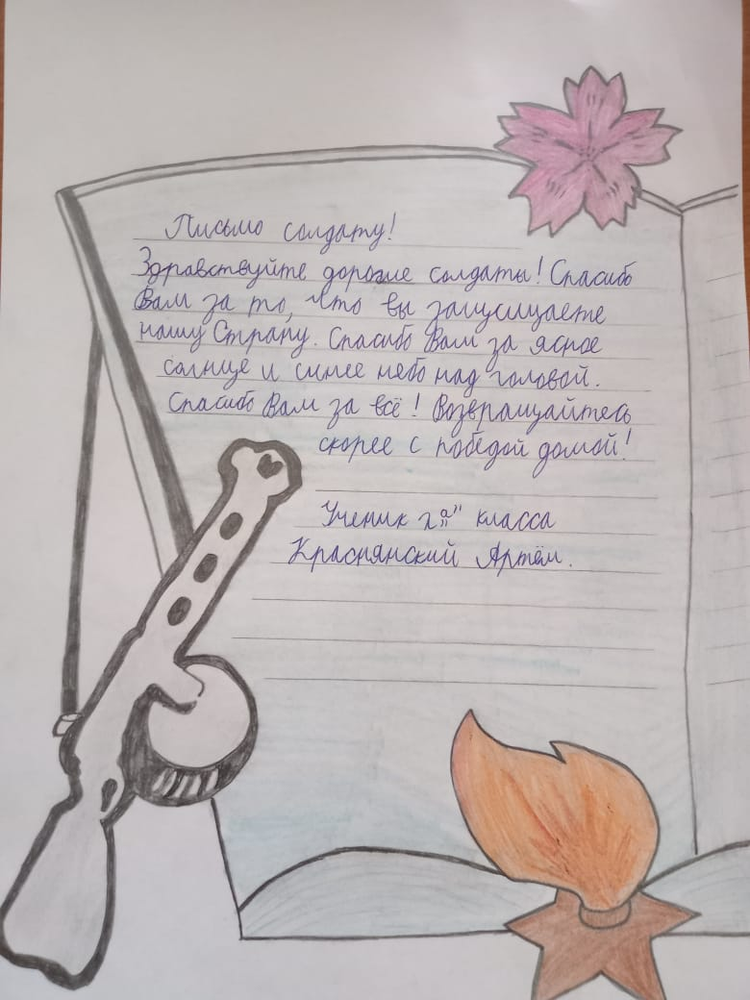 Письмо солдату!
Здравствуйте дорогие солдаты! Спасибо
Вам за то, что вы защищаете
нашу Страну. Спасибо Вам за ясное
солнце и синее небо над головой.
Спасибо Вам за всё! Возвращайтесь
скорее с победой домой!
Ученик 2 "а" класса
Краснянский Артём.